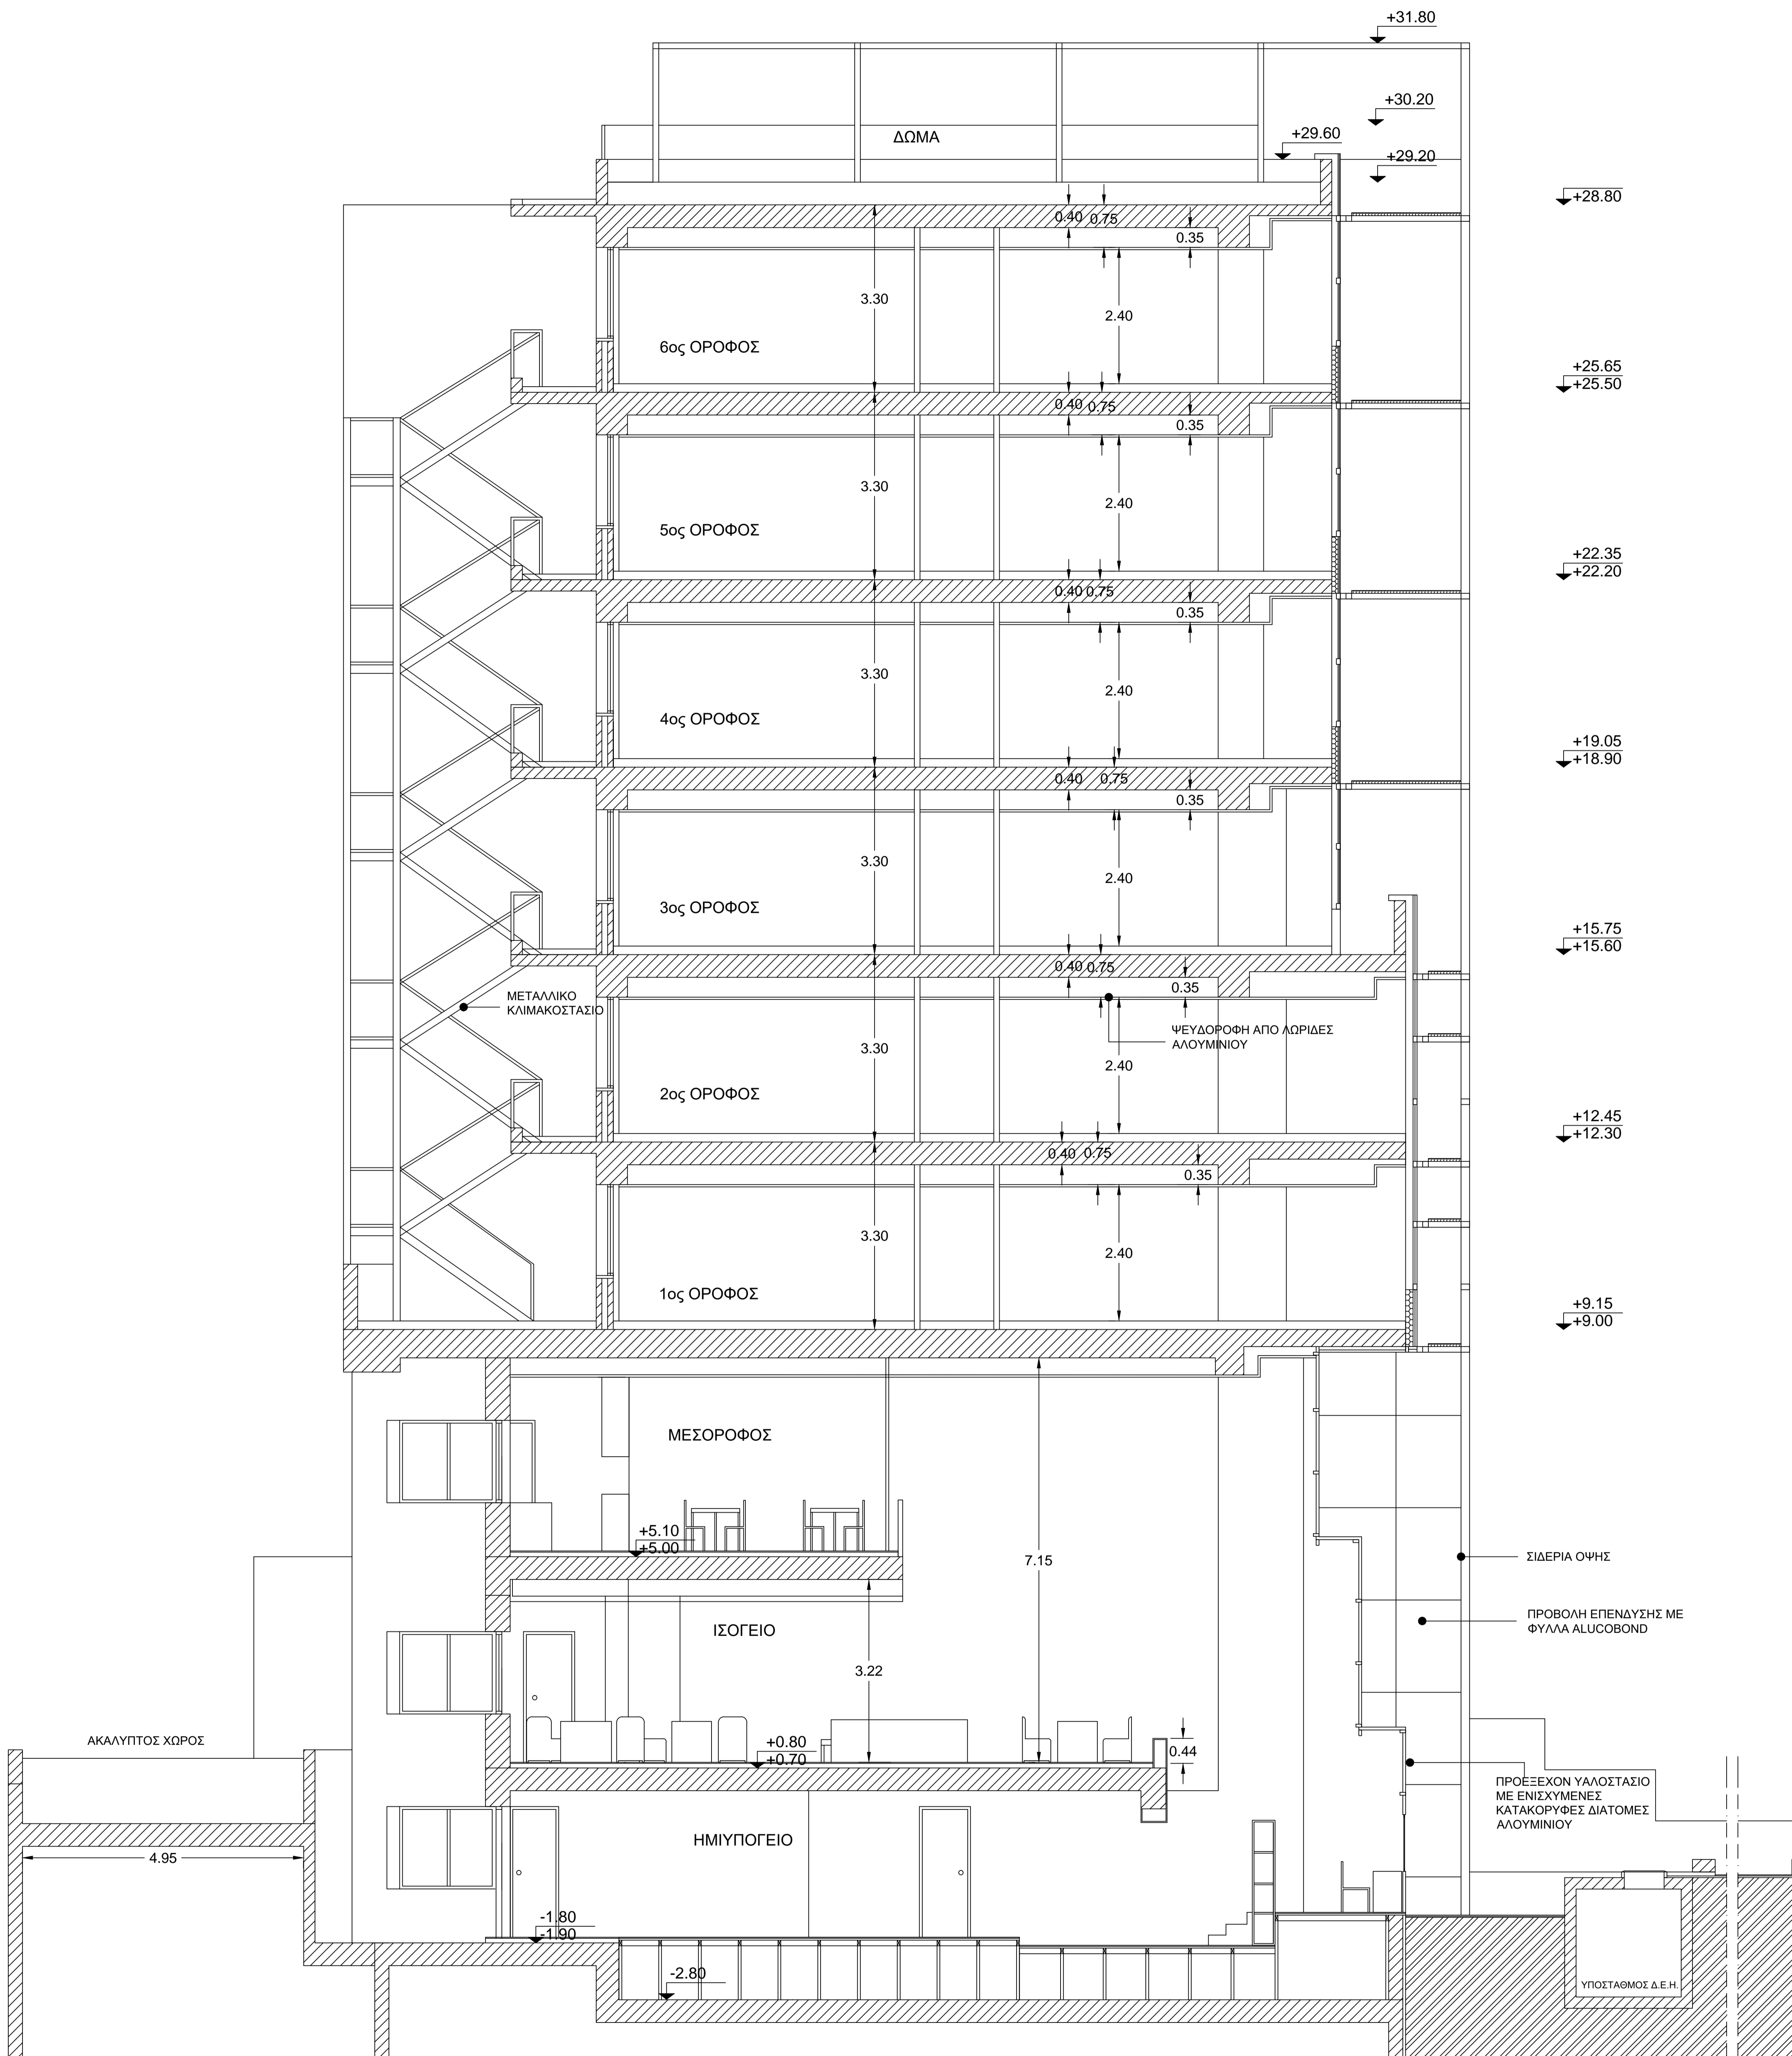 +31.80
+30.20
ΔΩΜΑ
+29.60
+29.20
+28.80
0.40 0.75
0.35
3.30
2.40
6ος ΟΡΟΦΟΣ
+25.65
+25.50
0.40 0.75
0.35
3.30
2.40
5ος ΟΡΟΦΟΣ
+22.35
+22.20
0.40 0.75
0.35
3.30
2.40
4ος ΟΡΟΦΟΣ
+19.05
+18.90
0.40 0.75
0.35
3.30
2.40
3ος ΟΡΟΦΟΣ
+15.75
+15.60
0.40 0.75
0.35
ΜΕΤΑΛΛΙΚΟ
ΚΛΙΜΑΚΟΣΤΑΣΙΟ
ΨΕΥΔΟΡΟΦΗ ΑΠΟ ΛΩΡΙΔΕΣ
ΑΛΟΥΜΙΝΙΟΥ
3.30
2.40
2ος ΟΡΟΦΟΣ
+12.45
+12.30
0.40 0.75
0.35
3.30
2.40
1ος ΟΡΟΦΟΣ
+9.15
+9.00
ΜΕΣΟΡΟΦΟΣ
+5.10
+5.00
7.15
ΣΙΔΕΡΙΑ ΟΨΗΣ
ΠΡΟΒΟΛΗ ΕΠΕΝΔΥΣΗΣ ΜΕ
ΦΥΛΛΑ ALUCOBOND
ΙΣΟΓΕΙΟ
3.22
ΑΚΑΛΥΠΤΟΣ ΧΩΡΟΣ
+0.80
+0.70
0.44
ΠΡΟΕΞΕΧΟΝ ΥΑΛΟΣΤΑΣΙΟ
ΜΕ ΕΝΙΣΧΥΜΕΝΕΣ
ΚΑΤΑΚΟΡΥΦΕΣ ΔΙΑΤΟΜΕΣ
ΑΛΟΥΜΙΝΙΟΥ
ΗΜΙΥΠΟΓΕΙΟ
4.95
-1.80
-1.90
-2.80
ΥΠΟΣΤΑΘΜΟΣ Δ.Ε.Η.